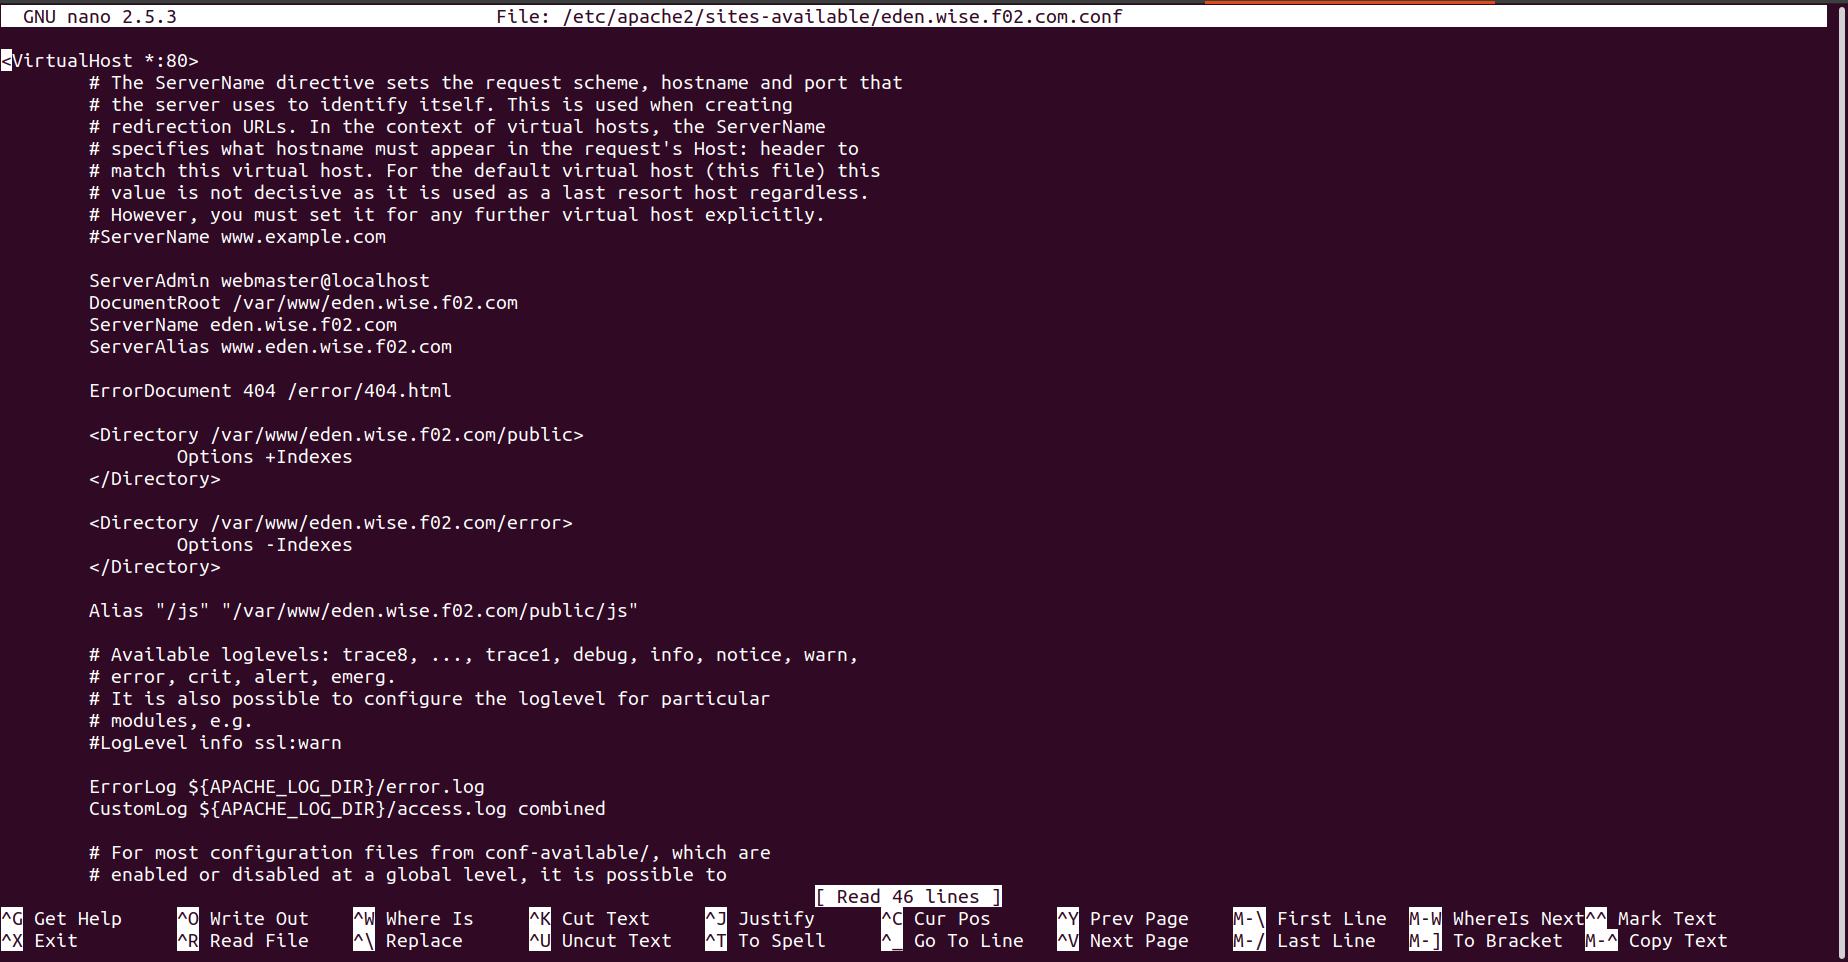 GNU nano 2.5.3 File: /etc/apache2/sites-available/eden.wise.f02.com.conf
<VirtualHost *:80>
# The ServerName directive sets the request scheme, hostname and port that
# the server uses to identify itself. This is used when creating
# redirection URLs. In the context of virtual hosts, the ServerName
# specifies what hostname must appear in the request's Host: header to
# match this virtual host. For the default virtual host (this file) this
# value is not decisive as it is used as a last resort host regardless.
# However, you must set it for any further virtual host explicitly.
#ServerName www.example.com
ServerAdmin webmaster@localhost
DocumentRoot /var/www/eden.wise.f02.com
ServerName eden.wise.f02.com
ServerAlias www.eden.wise.f02.com
ErrorDocument 404 /error/404.html
<Directory /var/www/eden.wise.f02.com/public>
Options +Indexes
</Directory>
<Directory /var/www/eden.wise.f02.com/error>
Options -Indexes
</Directory>
Alias "/js" "/var/www/eden.wise.f02.com/public/js"
# Available loglevels: trace8, ..., trace1, debug, info, notice, warn,
# error, crit, alert, emerg.
# It is also possible to configure the loglevel for particular
# modules, e.g.
#LogLevel info ssl:warn
ErrorLog ${APACHE_LOG_DIR}/error.log
CustomLog ${APACHE_LOG_DIR}/access.log combined
# For most configuration files from conf-available/, which are
# enabled or disabled at a global level, it is possible to
[ Read 46 lines ]
^G Get Help ^O Write Out ^W Where Is ^K Cut Text ^J Justify ^C Cur Pos ^Y Prev Page M-\ First Line M-W WhereIs Next ^^ Mark Text
^X Exit ^R Read File ^\ Replace ^U Uncut Text ^T To Spell ^_ Go To Line ^V Next Page M-/ Last Line M-] To Bracket M-^ Copy Text